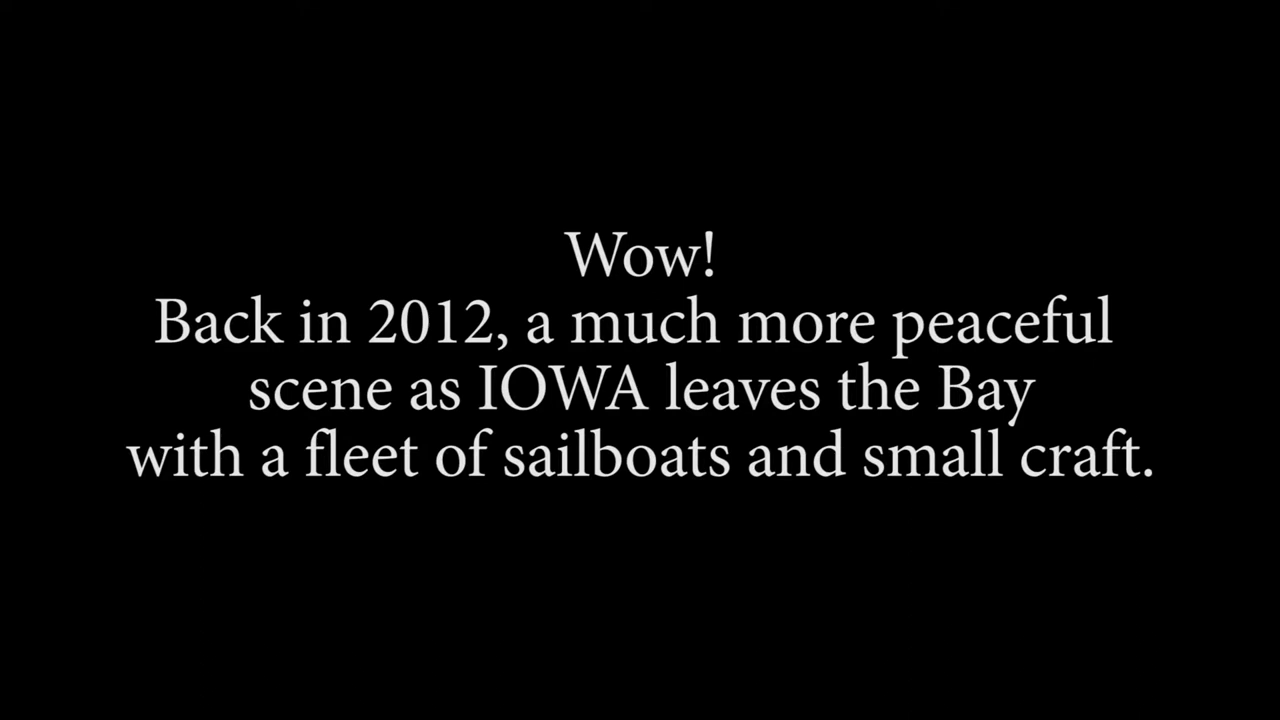 Wow!
Back in 2012, a much more peaceful
scene as IOWA leaves the Bay
with a fleet of sailboats and small craft.